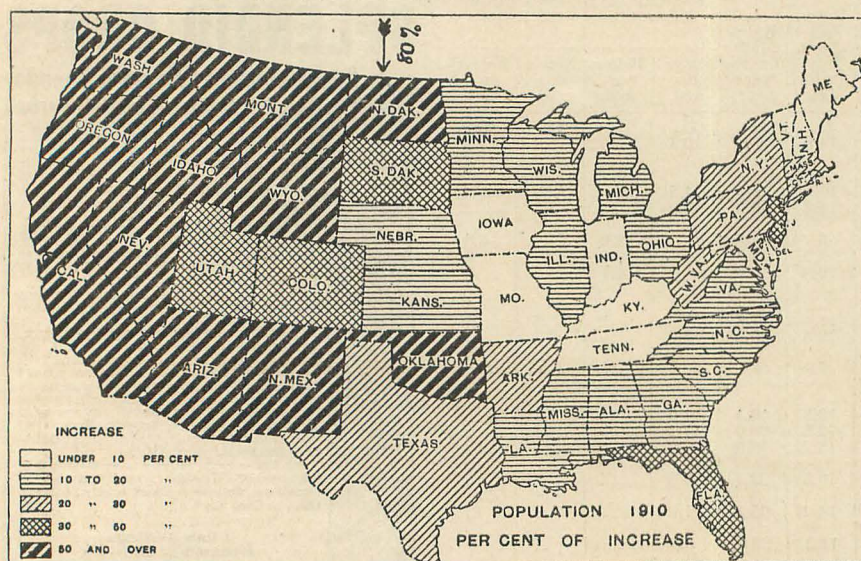 80%
WASH
MONT.
N. DAK.
MINN.
ME
VT.
N.H.
OREGON
IDAHO
WYO.
S. DAK.
WIS.
MICH.
N.Y.
MASS
CT.
R.I.
NEV.
CAL.
UTAH
COLO.
NEBR.
IOWA
ILL.
IND.
OHIO
PA.
J
DEL
MD.
W. VA.
VA.
KANS.
MO.
KY.
TENN.
N.C.
S.C.
ARIZ.
N. MEX.
OKLAHOMA
ARK.
TEXAS
LA.
MISS.
ALA.
GA.
FLA.
INCREASE
UNDER 10 PER CENT
10 TO 20 "
20 " 30 "
30 " 50 "
50 AND OVER
POPULATION 1910
PER CENT OF INCREASE